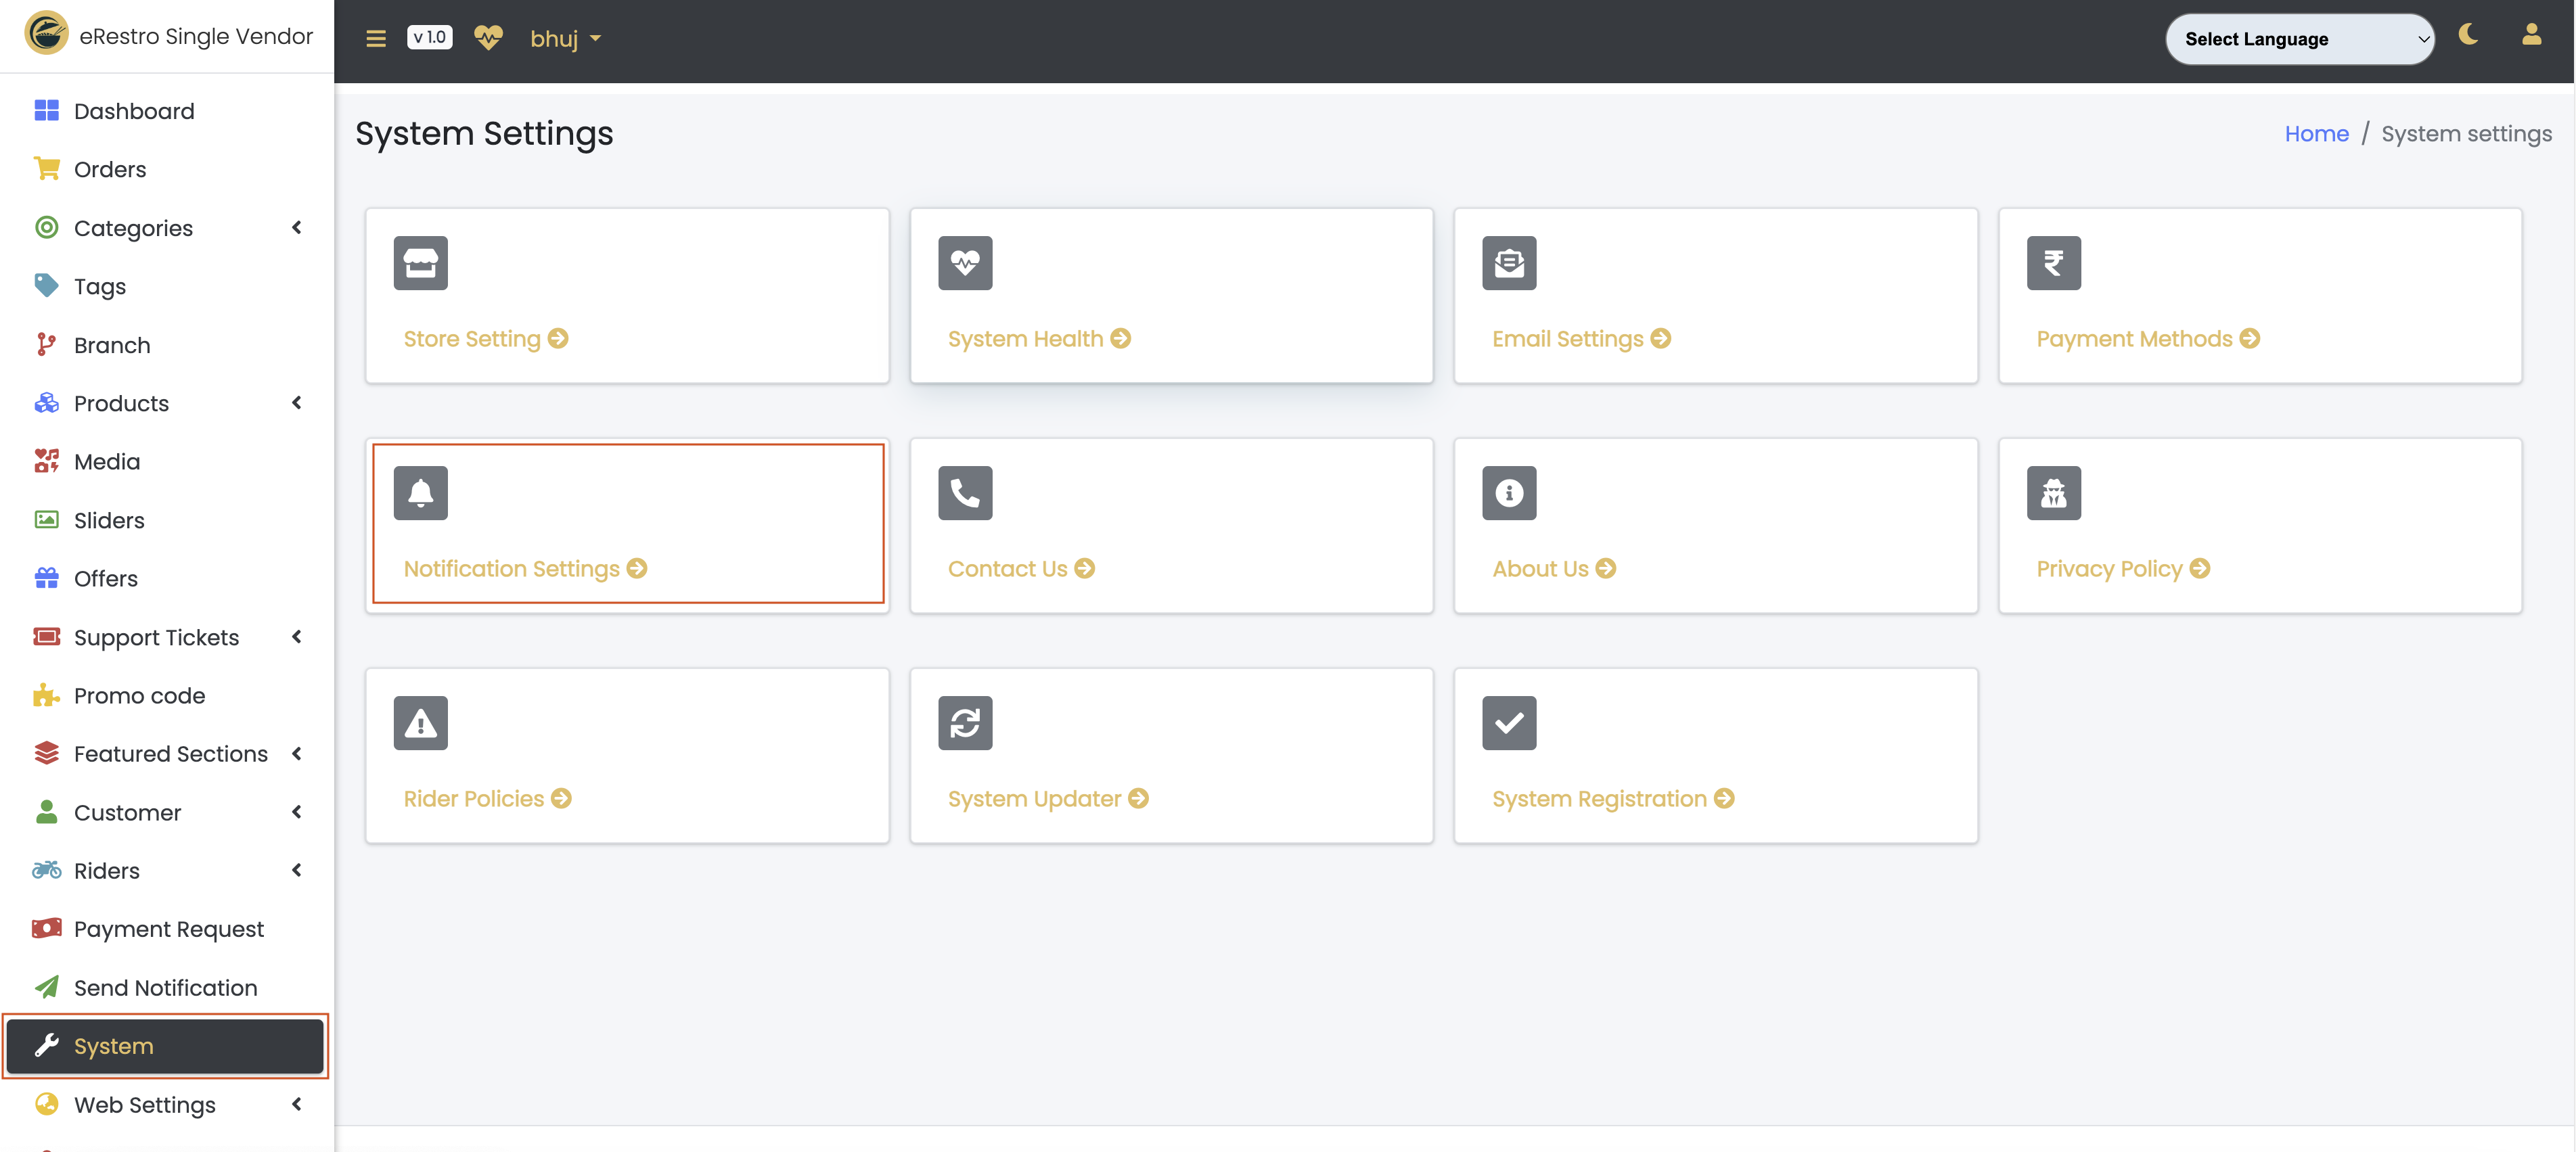 eRestro Single Vendor
v 1.0
bhuj
Select Language
Dashboard
Orders
Categories
Tags
Branch
Products
Media
Sliders
Offers
Support Tickets
Promo code
Featured Sections
Customer
Riders
Payment Request
Send Notification
System
Web Settings
System Settings
Home / System settings
Store Setting
System Health
Email Settings
Payment Methods
Notification Settings
Contact Us
About Us
Privacy Policy
Rider Policies
System Updater
System Registration